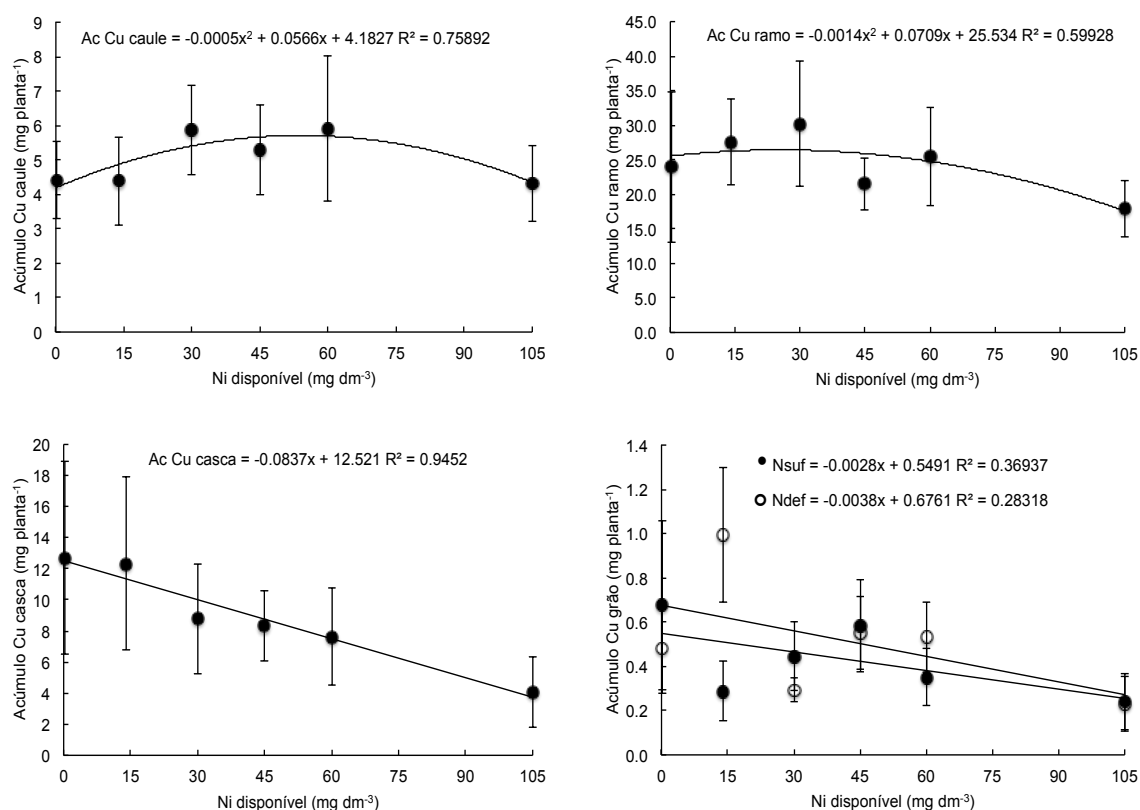 Ac Cu caule = -0.0005x² + 0.0566x + 4.1827 R² = 0.75892
Acúmulo Cu caule (mg planta⁻¹)
9
8
7
6
5
4
3
2
1
0
0 15 30 45 60 75 90 105
Ni disponível (mg dm⁻³)
Ac Cu ramo = -0.0014x² + 0.0709x + 25.534 R² = 0.59928
Acúmulo Cu ramo (mg planta⁻¹)
45.0
40.0
35.0
30.0
25.0
20.0
15.0
10.0
5.0
0.0
0 15 30 45 60 75 90 105
Ni disponível (mg dm⁻³)
Ac Cu casca = -0.0837x + 12.521 R² = 0.9452
Acúmulo Cu casca (mg planta⁻¹)
20
18
16
14
12
10
8
6
4
2
0
0 15 30 45 60 75 90 105
Ni disponível (mg dm⁻³)
Nsuf = -0.0028x + 0.5491 R² = 0.36937
Ndef = -0.0038x + 0.6761 R² = 0.28318
Acúmulo Cu grão (mg planta⁻¹)
1.4
1.2
1.0
0.8
0.6
0.4
0.2
0.0
0 15 30 45 60 75 90 105
Ni disponível (mg dm⁻³)